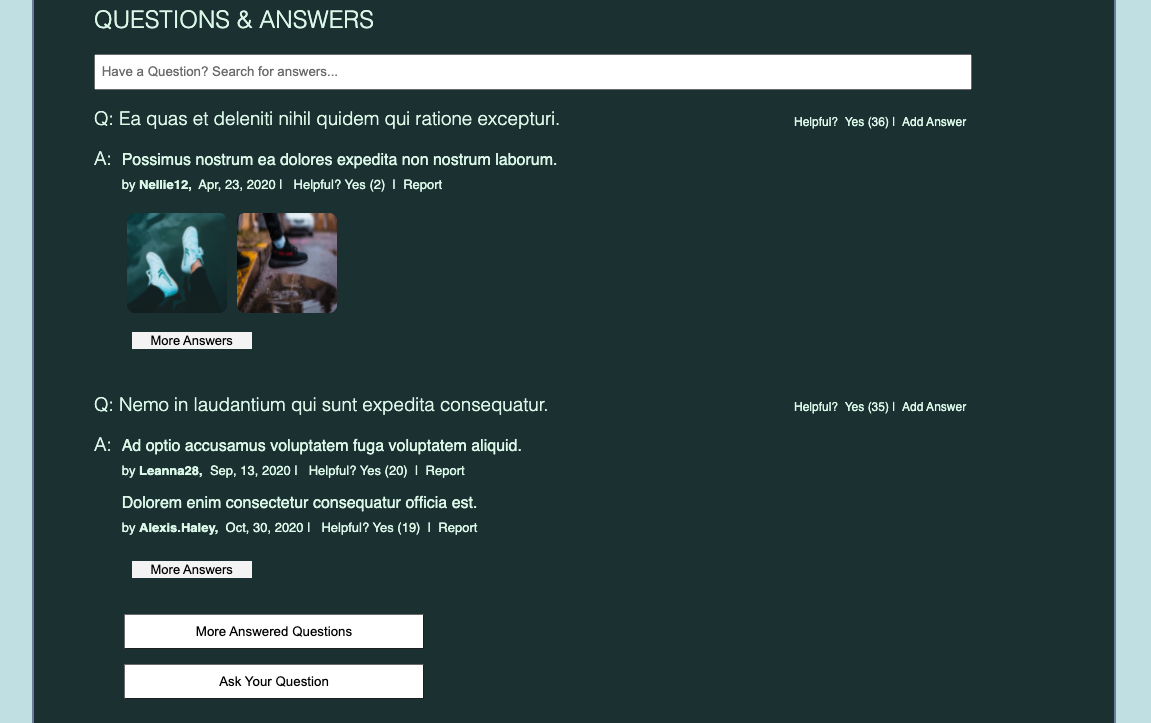 QUESTIONS & ANSWERS
Have a Question? Search for answers...
Q: Ea quas et deleniti nihil quidem qui ratione excepturi.
Helpful? Yes (36) | Add Answer
A: Possimus nostrum ea dolores expedita non nostrum laborum.
by Nellie12, Apr, 23, 2020 | Helpful? Yes (2) | Report
More Answers
Q: Nemo in laudantium qui sunt expedita consequatur.
Helpful? Yes (35) | Add Answer
A: Ad optio accusamus voluptatem fuga voluptatem aliquid.
by Leanna28, Sep, 13, 2020 | Helpful? Yes (20) | Report
Dolorem enim consectetur consequatur officia est.
by Alexis.Haley, Oct, 30, 2020 | Helpful? Yes (19) | Report
More Answers
More Answered Questions
Ask Your Question